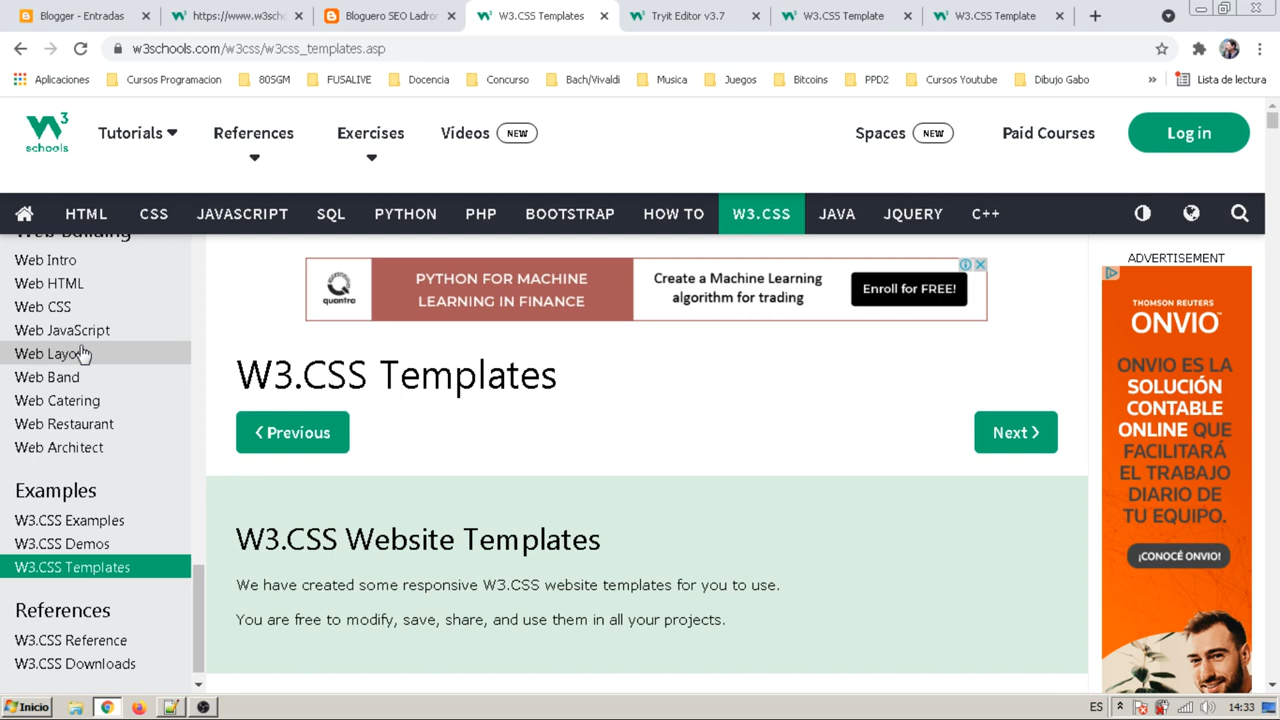 Blogger - Entradas
https://www.w3sch
Bloguero SEO Ladror
W3.CSS Templates
Tryit Editor v3.7
W3.CSS Template
W3.CSS Template
w3schools.com/w3css/w3css_templates.asp
Aplicaciones
Cursos Programacion
80SGM
FUSALIVE
Docencia
Concurso
Bach/Vivaldi
Musica
Juegos
Bitcoins
PPD2
Cursos Youtube
Dibujo Gabo
»
Lista de lectura
W3
schools
Tutorials
References
Exercises
Videos NEW
Spaces NEW
Paid Courses
Log in
HTML
CSS
JAVASCRIPT
SQL
PYTHON
PHP
BOOTSTRAP
HOW TO
W3.CSS
JAVA
JQUERY
C++
Web Building
Web Intro
Web HTML
Web CSS
Web JavaScript
Web Layo
Web Band
Web Catering
Web Restaurant
Web Architect
Examples
W3.CSS Examples
W3.CSS Demos
W3.CSS Templates
References
W3.CSS Reference
W3.CSS Downloads
quantra
PYTHON FOR MACHINE
LEARNING IN FINANCE
Create a Machine Learning
algorithm for trading
Enroll for FREE!
W3.CSS Templates
❮ Previous
Next ❯
W3.CSS Website Templates
We have created some responsive W3.CSS website templates for you to use.
You are free to modify, save, share, and use them in all your projects.
ADVERTISEMENT
THOMSON REUTERS
ONVIO™
ONVIO ES LA
SOLUCIÓN
CONTABLE
ONLINE QUE
FACILITARÁ
EL TRABAJO
DIARIO DE
TU EQUIPO.
¡CONOCÉ ONVIO!
Inicio
ES
14:33